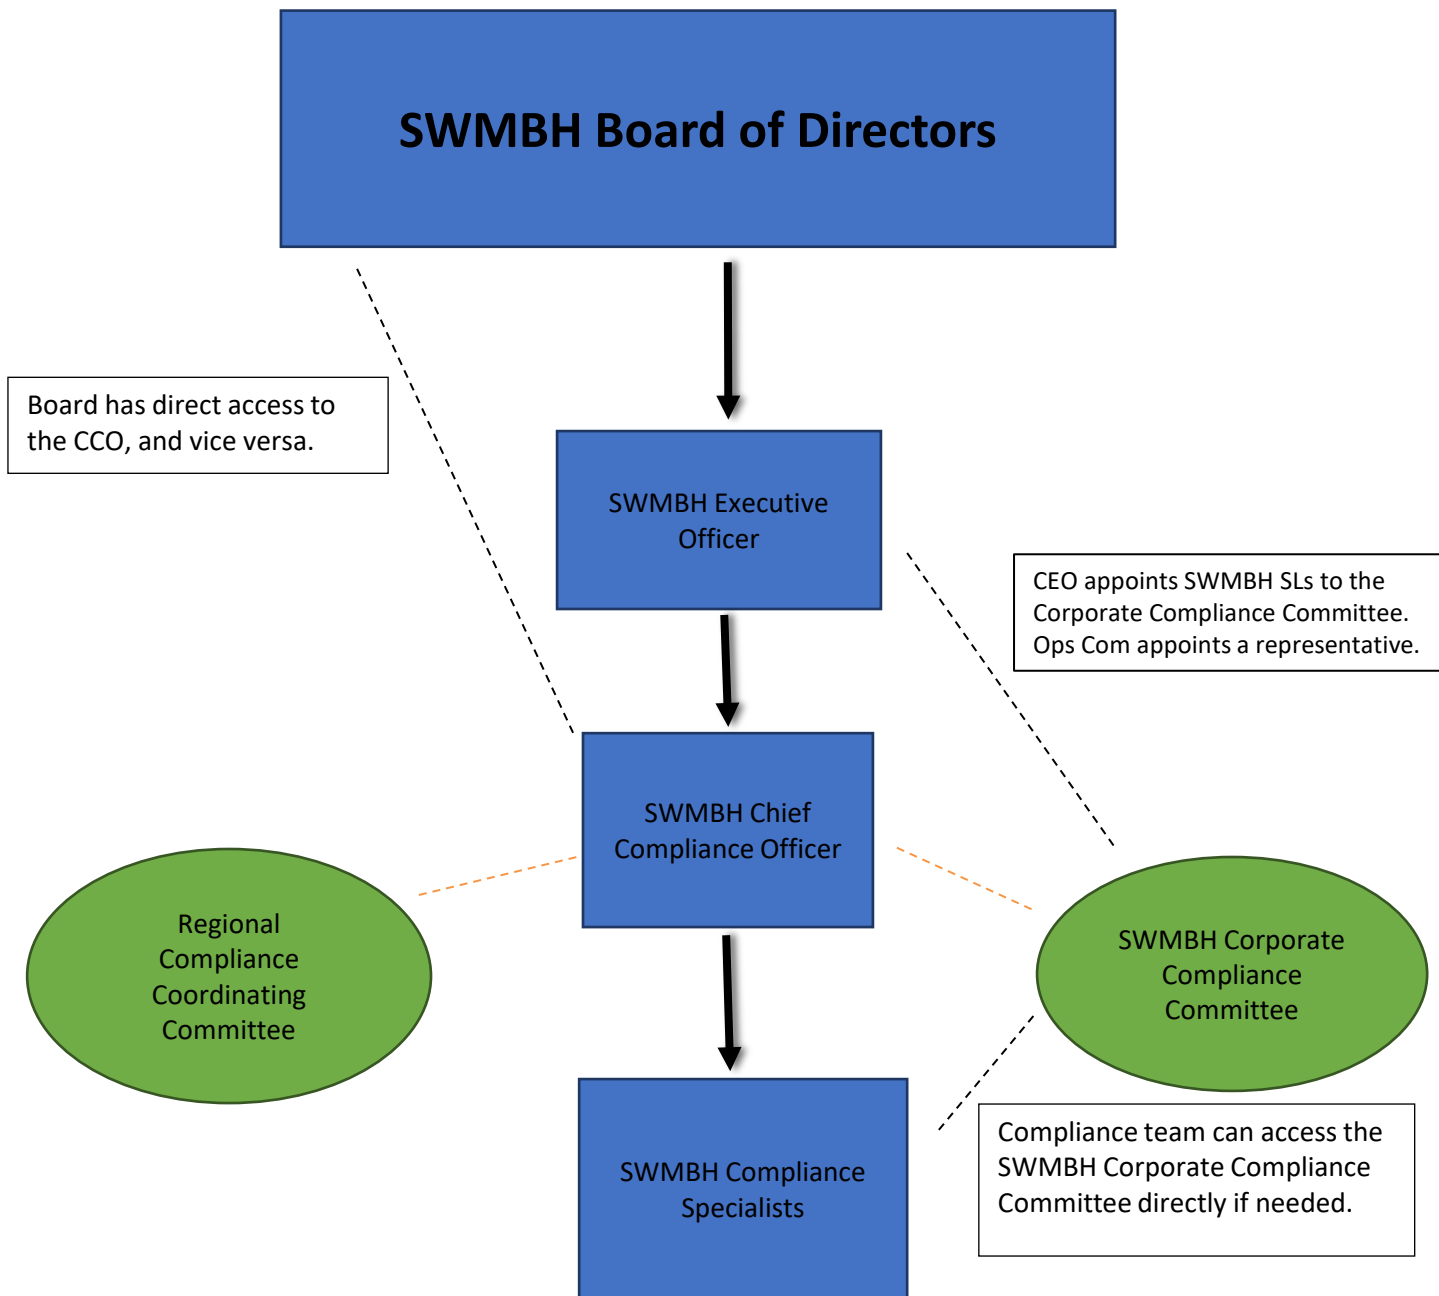 SWMBH Board of Directors
Board has direct access to
the CCO, and vice versa.
SWMBH Executive
Officer
CEO appoints SWMBH SLs to the
Corporate Compliance Committee.
Ops Com appoints a representative.
SWMBH Chief
Compliance Officer
Regional
Compliance
Coordinating
Committee
SWMBH Corporate
Compliance
Committee
SWMBH Compliance
Specialists
Compliance team can access the
SWMBH Corporate Compliance
Committee directly if needed.